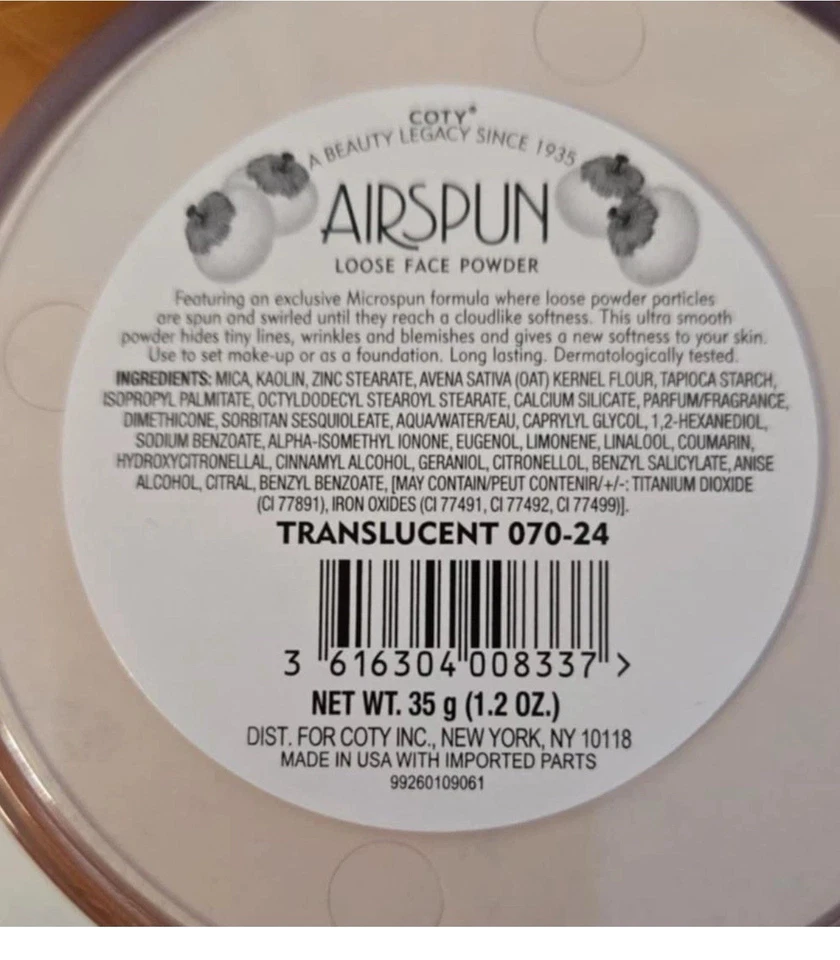 COTY®
A BEAUTY LEGACY SINCE 1935
AIRSPUN
LOOSE FACE POWDER
Featuring an exclusive Microspun formula where loose powder particles
are spun and swirled until they reach a cloudlike softness. This ultra smooth
powder hides tiny lines, wrinkles and blemishes and gives a new softness to your skin.
Use to set make-up or as a foundation. Long lasting. Dermatologically tested.
INGREDIENTS: MICA, KAOLIN, ZINC STEARATE, AVENA SATIVA (OAT) KERNEL FLOUR, TAPIOCA STARCH,
ISOPROPYL PALMITATE, OCTYLDODECYL STEAROYL STEARATE, CALCIUM SILICATE, PARFUM/FRAGRANCE,
DIMETHICONE, SORBITAN SESQUIOLEATE, AQUA/WATER/EAU, CAPRYLYL GLYCOL, 1,2-HEXANEDIOL,
SODIUM BENZOATE, ALPHA-ISOMETHYL IONONE, EUGENOL, LIMONENE, LINALOOL, COUMARIN,
HYDROXYCITRONELLAL, CINNAMYL ALCOHOL, GERANIOL, CITRONELLOL, BENZYL SALICYLATE, ANISE
ALCOHOL, CITRAL, BENZYL BENZOATE, [MAY CONTAIN/PEUT CONTENIR/+/-: TITANIUM DIOXIDE
(CI 77891), IRON OXIDES (CI 77491, CI 77492, CI 77499)].
TRANSLUCENT 070-24
3 616304 008337 >
NET WT. 35 g (1.2 OZ.)
DIST. FOR COTY INC., NEW YORK, NY 10118
MADE IN USA WITH IMPORTED PARTS
99260109061